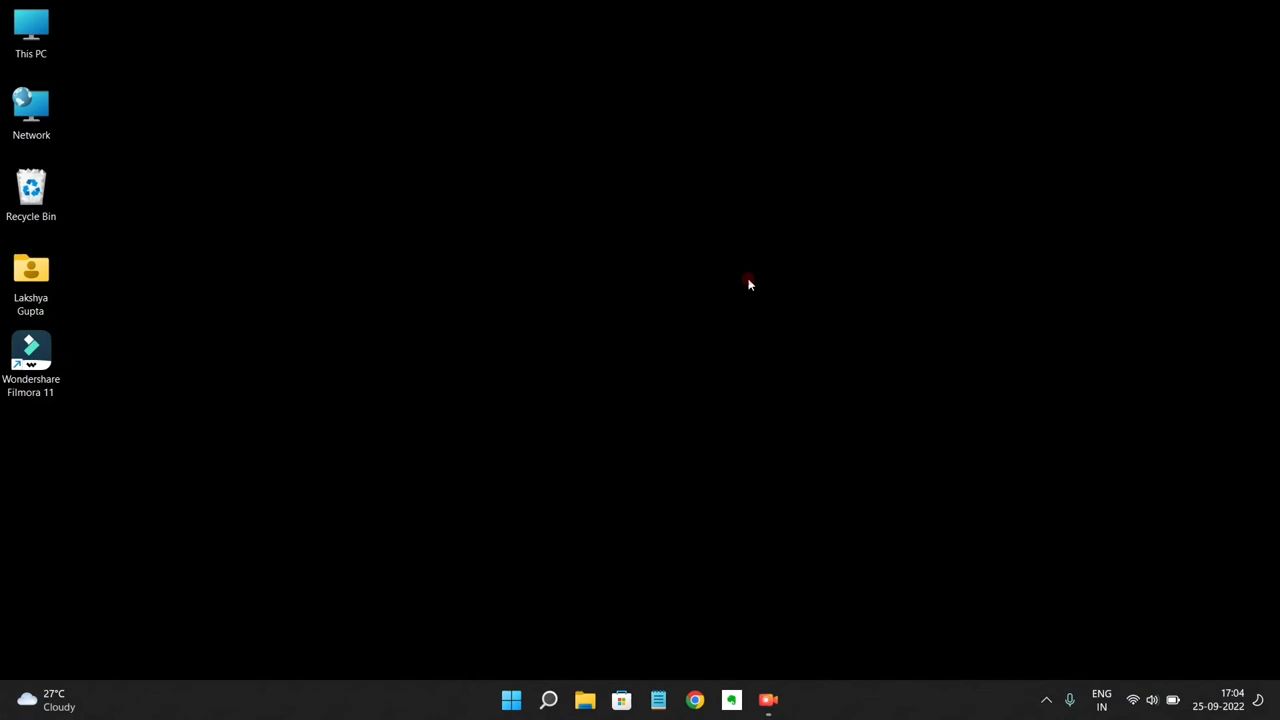 This PC
Network
Recycle Bin
Lakshya
Gupta
Wondershare
Filmora 11
27°C
Cloudy
ENG
IN
17:04
25-09-2022